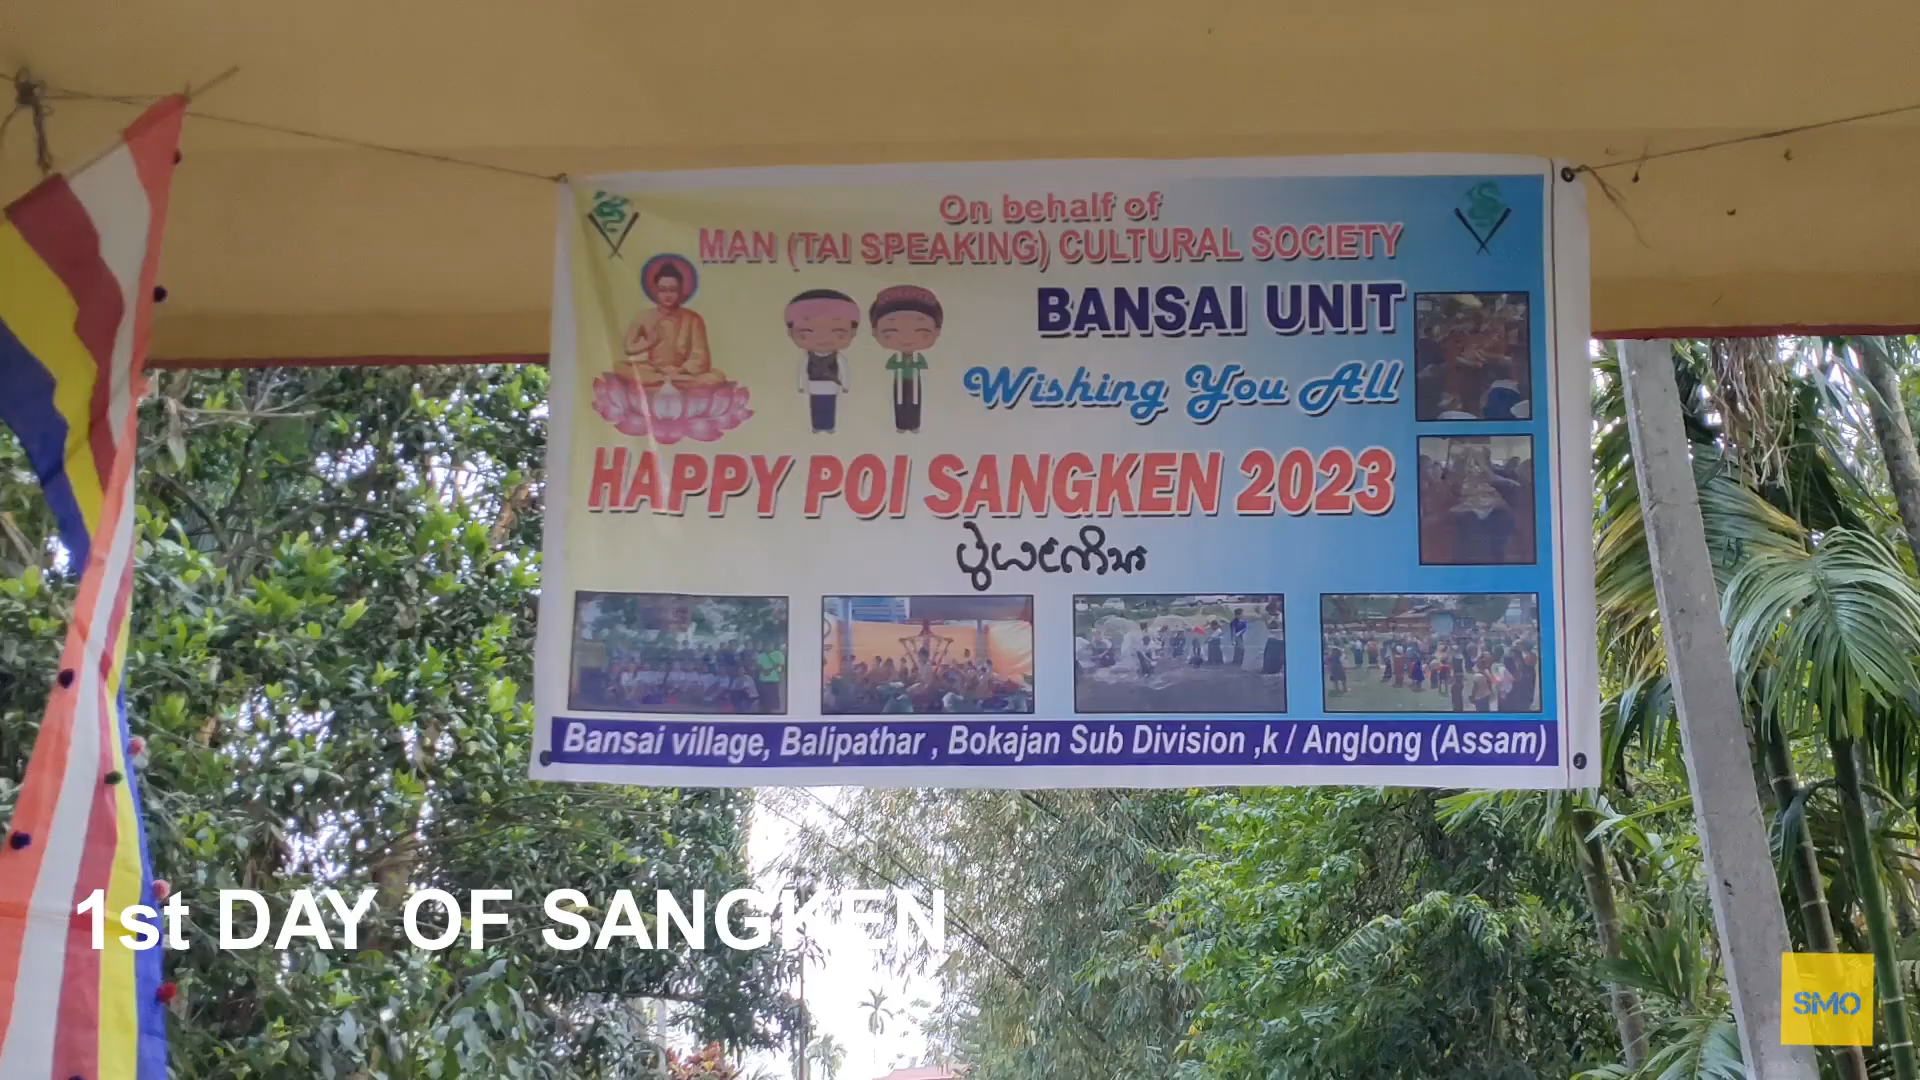 On behalf of
MAN (TAI SPEAKING) CULTURAL SOCIETY
BANSAI UNIT
Wishing You All
HAPPY POI SANGKEN 2023
Bansai village, Balipathar , Bokajan Sub Division ,k / Anglong (Assam)
1st DAY OF SANGKEN
SMO